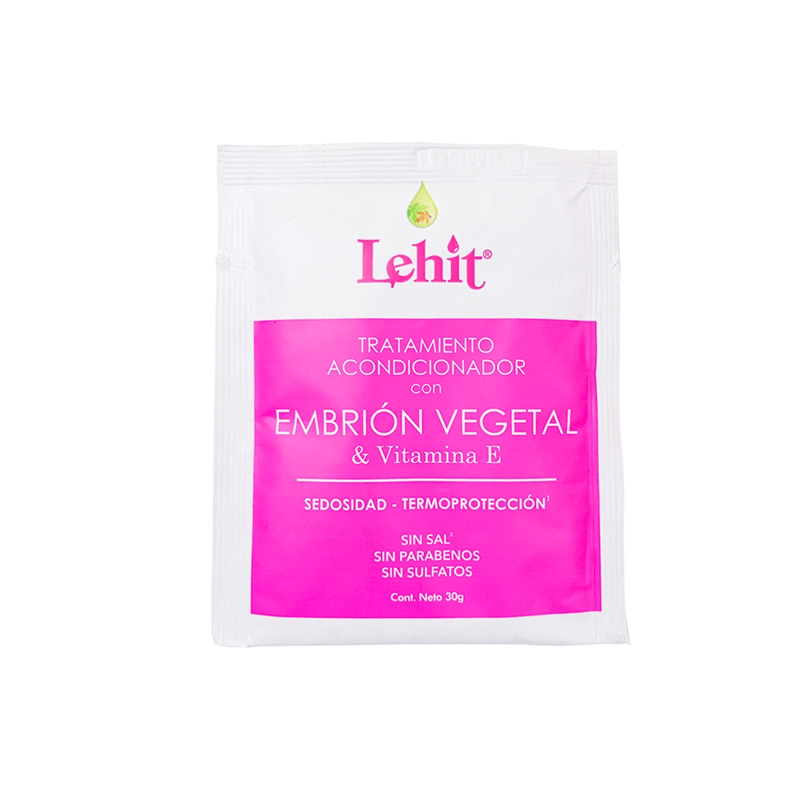 Lehit®
TRATAMIENTO
ACONDICIONADOR
con
EMBRIÓN VEGETAL
& Vitamina E
SEDOSIDAD - TERMOPROTECCIÓN¹
SIN SAL²
SIN PARABENOS
SIN SULFATOS
Cont. Neto 30g